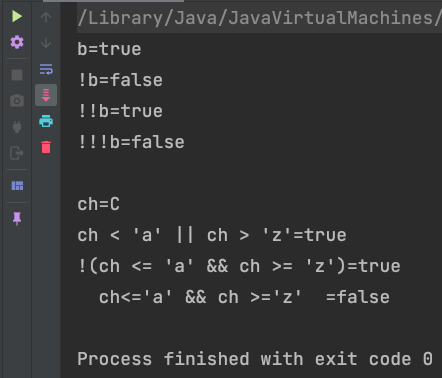 /Library/Java/JavaVirtualMachines/
b=true
!b=false
!!b=true
!!!b=false
ch=C
ch < 'a' || ch > 'z'=true
!(ch <= 'a' && ch >= 'z')=true
  ch<='a' && ch >='z'  =false
Process finished with exit code 0